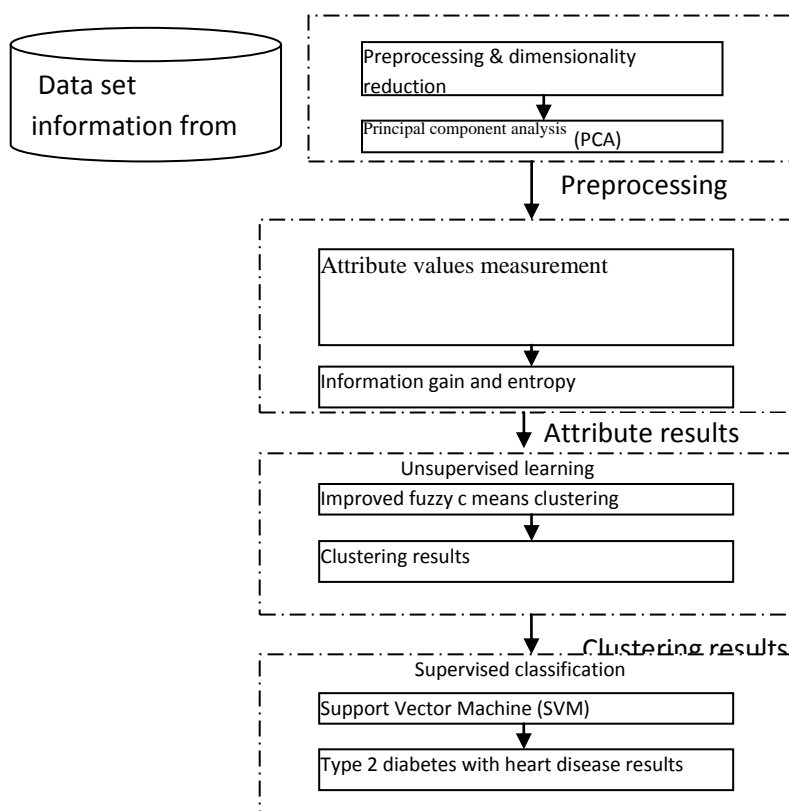 Data set
information from
Preprocessing & dimensionality
reduction
Principal component analysis (PCA)
Preprocessing
Attribute values measurement
Information gain and entropy
Attribute results
Unsupervised learning
Improved fuzzy c means clustering
Clustering results
Clustering results
Supervised classification
Support Vector Machine (SVM)
Type 2 diabetes with heart disease results